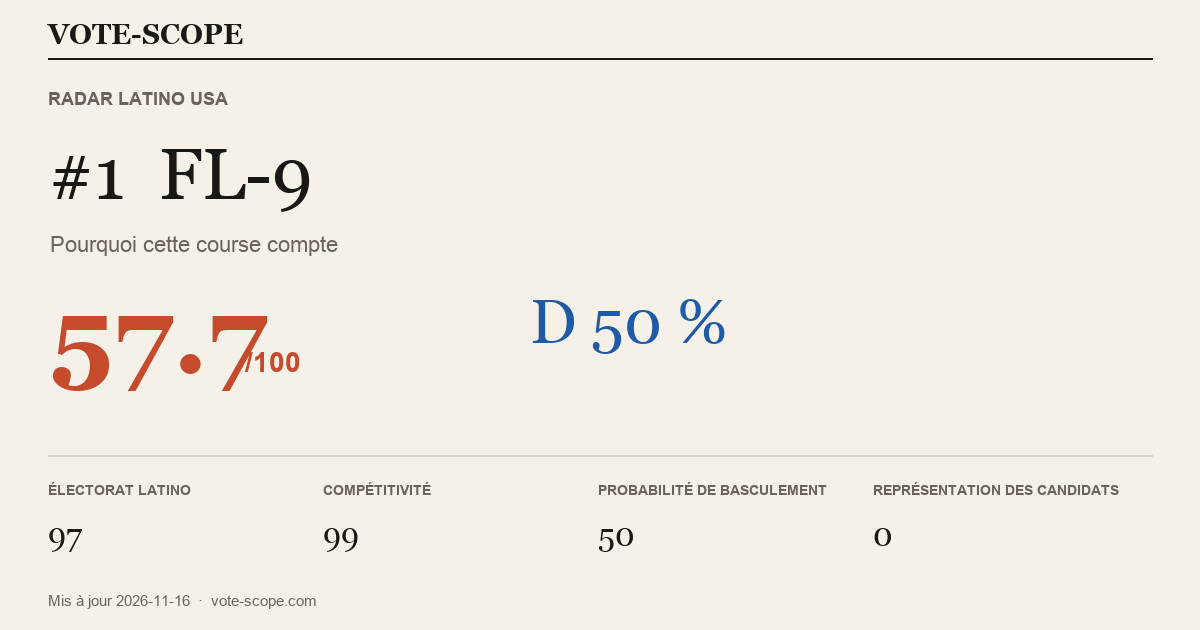 VOTE-SCOPE
RADAR LATINO USA
#1 FL-9
Pourquoi cette course compte
57.7/100
D 50 %
ÉLECTORAT LATINO COMPÉTITIVITÉ PROBABILITÉ DE BASCULEMENT REPRÉSENTATION DES CANDIDATS
97 99 50 0
Mis à jour 2026-11-16 · vote-scope.com